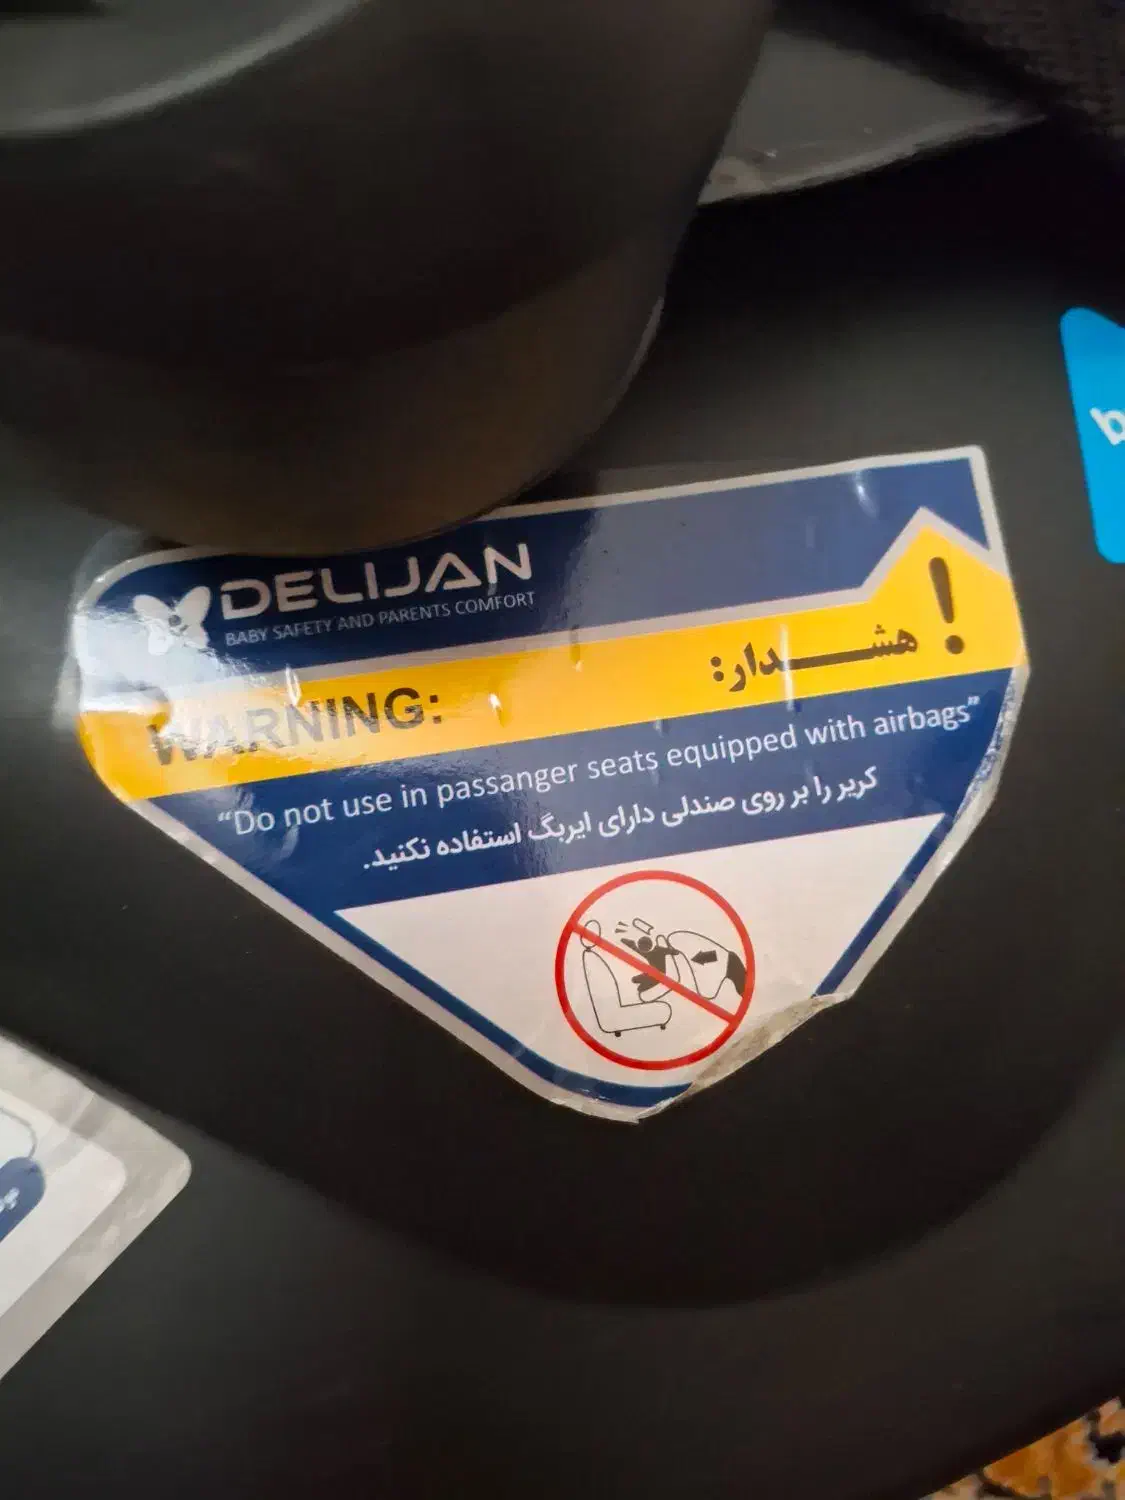 DELIJAN
BABY SAFETY AND PARENTS COMFORT
!
WARNING:
هشـــــدار:
“Do not use in passanger seats equipped with airbags”
کریر را بر روی صندلی دارای ایربگ استفاده نکنید.